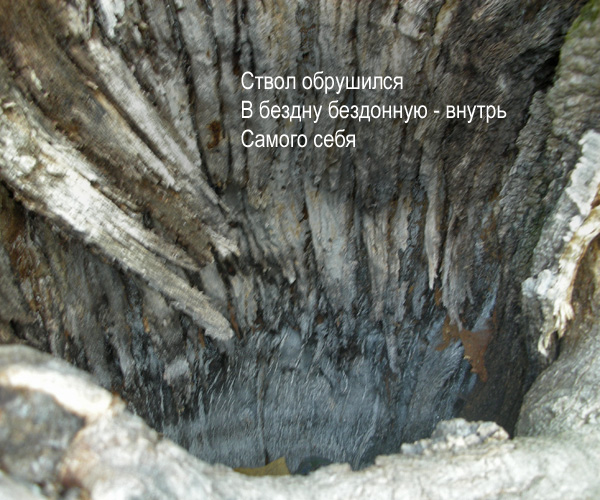 Ствол обрушился
В бездну бездонную - внутрь
Самого себя